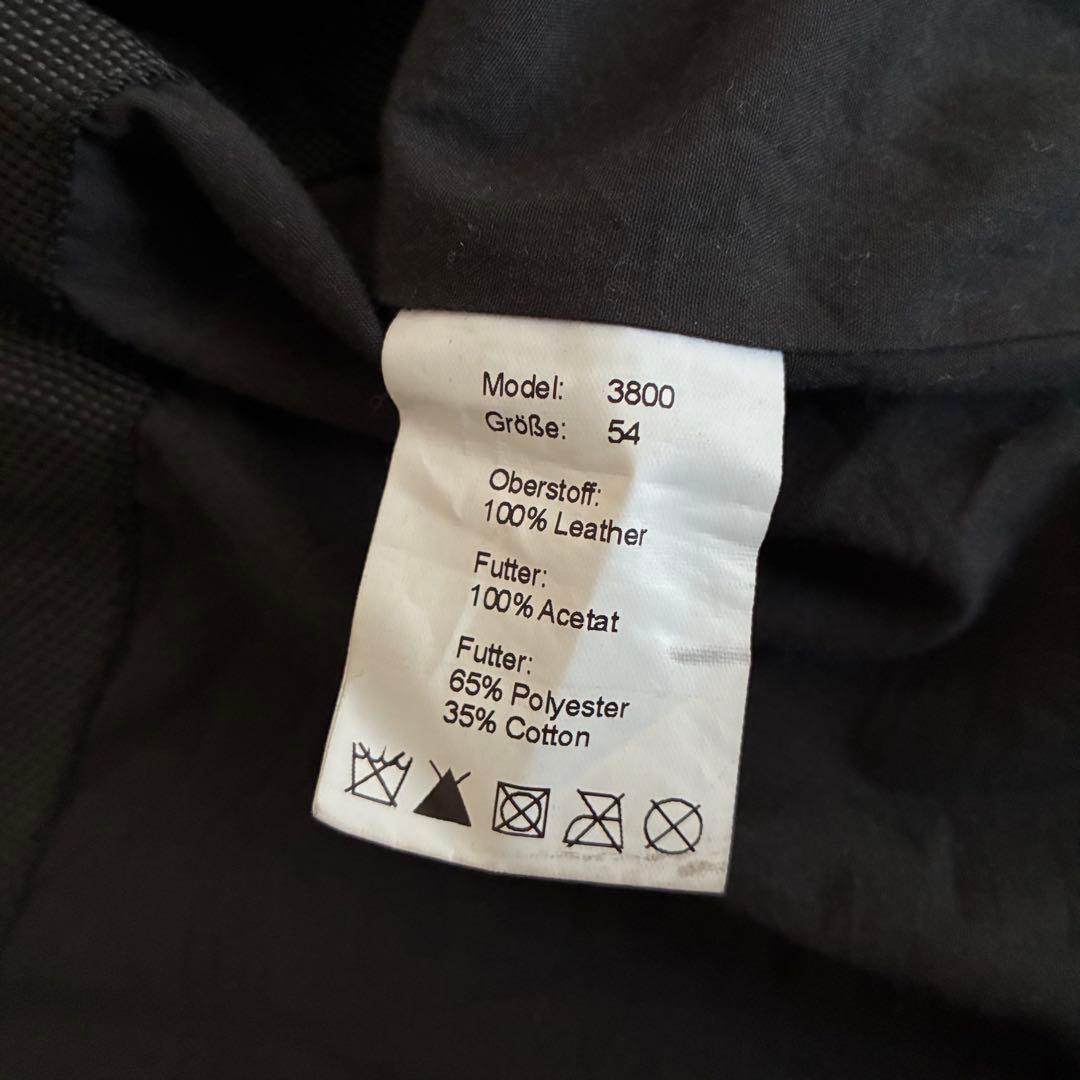 Model: 3800
Größe: 54
Oberstoff:
100% Leather
Futter:
100% Acetat
Futter:
65% Polyester
35% Cotton